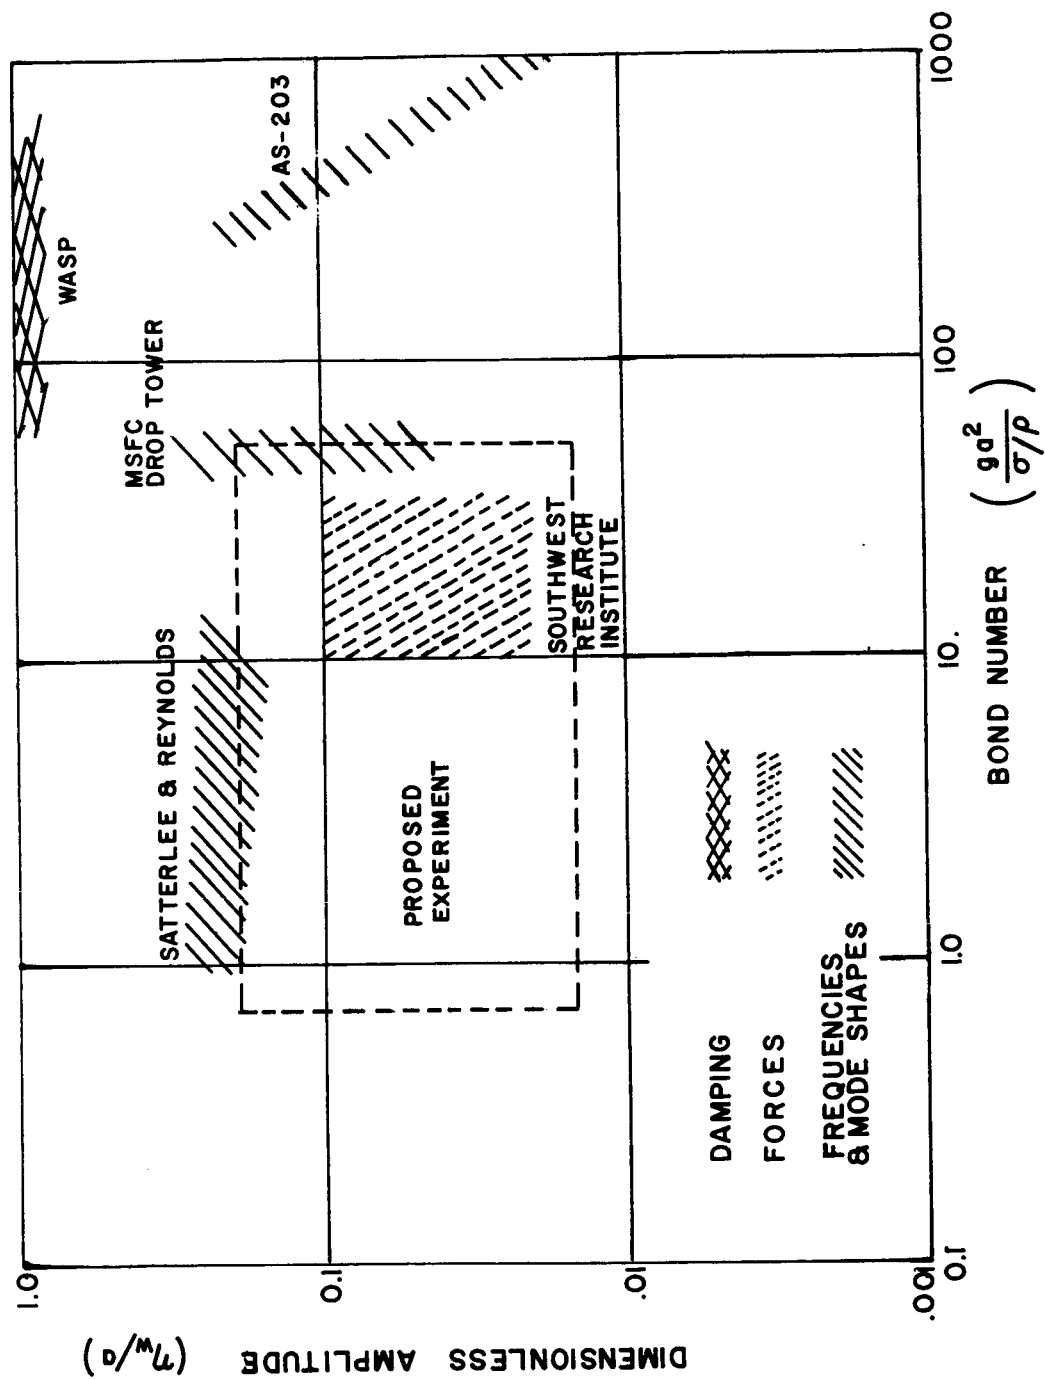 DIMENSIONLESS AMPLITUDE (ηw/a)
1.0
0.1
.01
.001
WASP
MSFC
DROP TOWER
AS-203
SATTERLEE & REYNOLDS
PROPOSED
EXPERIMENT
SOUTHWEST
RESEARCH
INSTITUTE
DAMPING
FORCES
FREQUENCIES
& MODE SHAPES
0.1
1.0
10.
100
1000
BOND NUMBER (ga²/σ/ρ)